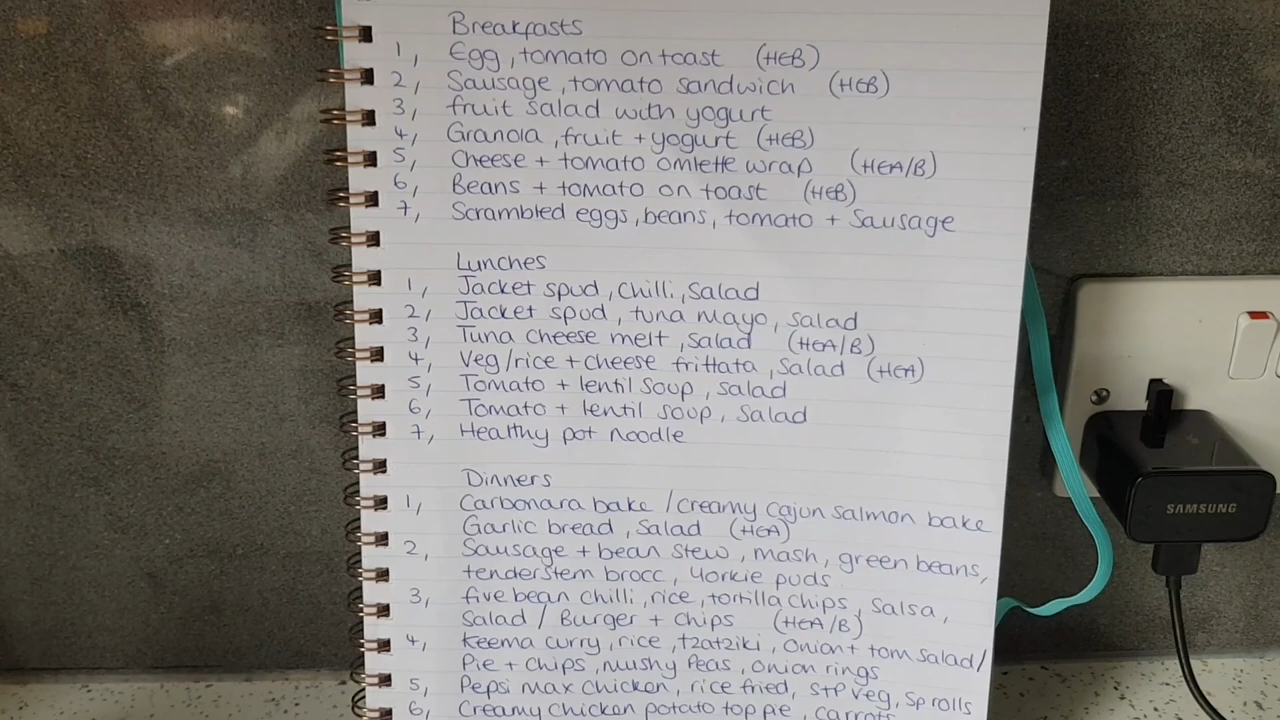 Breakfasts
1, Egg, tomato on toast (HEB)
2, Sausage, tomato sandwich (HEB)
3, fruit salad with yogurt
4, Granola, fruit + yogurt (HEB)
5, Cheese + tomato omlette wrap (HEA/B)
6, Beans + tomato on toast (HEB)
7, Scrambled eggs, beans, tomato + Sausage
Lunches
1, Jacket spud, chilli, Salad
2, Jacket spud, tuna mayo, salad
3, Tuna cheese melt, salad (HEA/B)
4, Veg/rice + cheese frittata, salad (HEA)
5, Tomato + lentil soup, salad
6, Tomato + lentil soup, salad
7, Healthy pot noodle
Dinners
1, Carbonara bake / creamy cajun salmon bake
Garlic bread, salad (HEA)
2, Sausage + bean stew, mash, green beans,
tenderstem brocc, Yorkie puds
3, five bean chilli, rice, tortilla chips, salsa,
Salad / Burger + chips (HEA/B)
4, Keema curry, rice, tzatziki, onion + tom salad/
Pie + chips, mushy peas, onion rings
5, Pepsi max chicken, rice fried, stp veg, sp rolls
6, Creamy chicken potato top pie, carrots
SAMSUNG